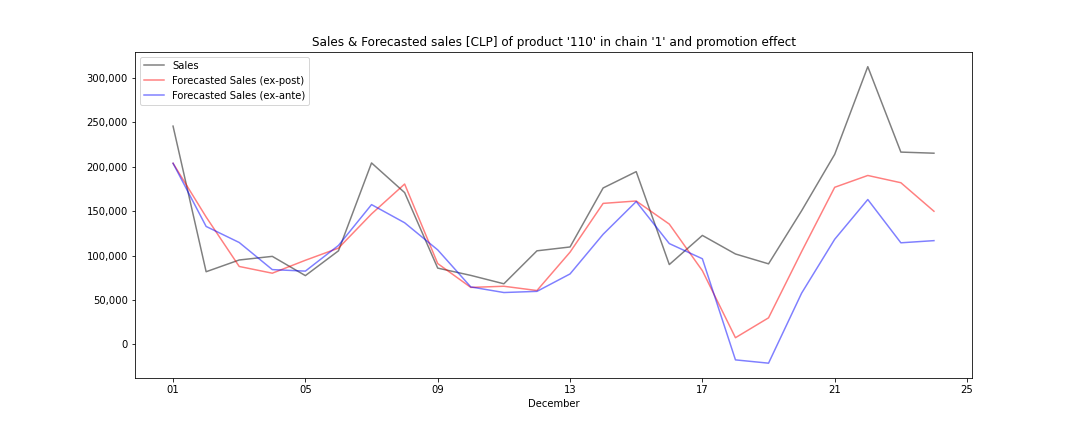 Sales & Forecasted sales [CLP] of product '110' in chain '1' and promotion effect
Sales
Forecasted Sales (ex-post)
Forecasted Sales (ex-ante)
300,000
250,000
200,000
150,000
100,000
50,000
0
01 05 09 13 17 21 25
December